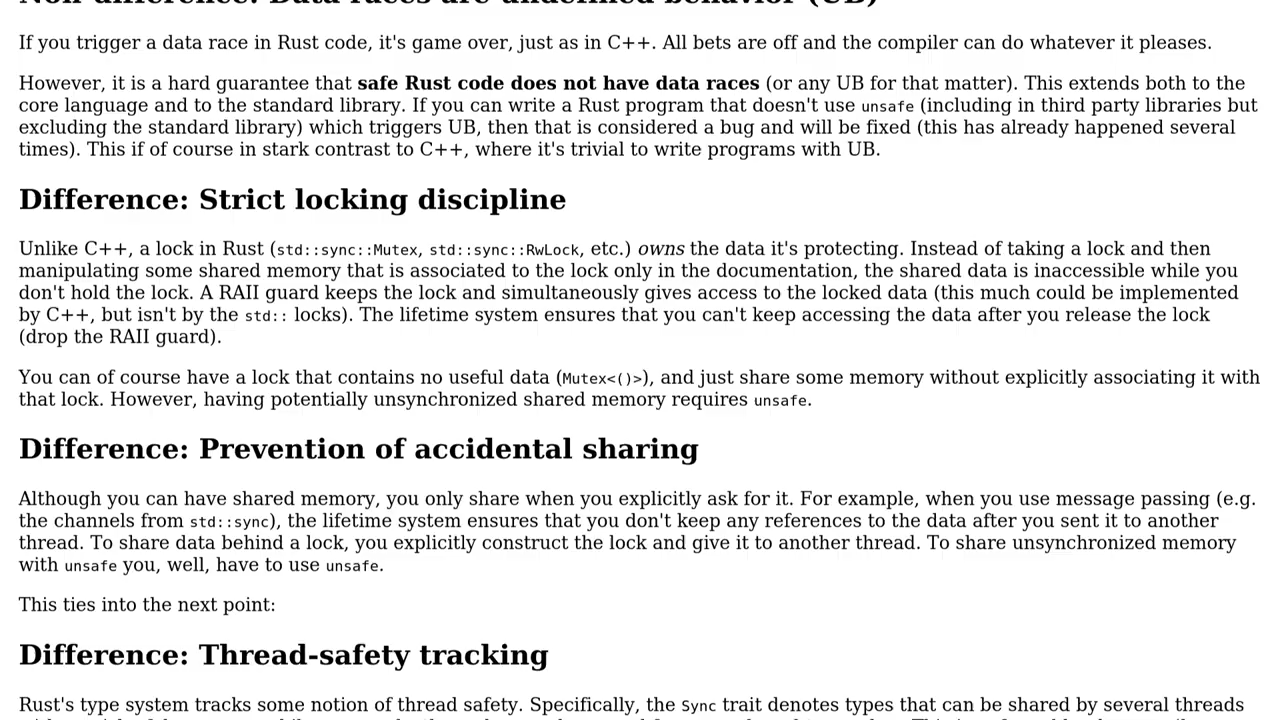 Non-difference: Data races are undefined behavior (UB)
If you trigger a data race in Rust code, it's game over, just as in C++. All bets are off and the compiler can do whatever it pleases.
However, it is a hard guarantee that safe Rust code does not have data races (or any UB for that matter). This extends both to the
core language and to the standard library. If you can write a Rust program that doesn't use unsafe (including in third party libraries but
excluding the standard library) which triggers UB, then that is considered a bug and will be fixed (this has already happened several
times). This if of course in stark contrast to C++, where it's trivial to write programs with UB.
Difference: Strict locking discipline
Unlike C++, a lock in Rust (std::sync::Mutex, std::sync::RwLock, etc.) owns the data it's protecting. Instead of taking a lock and then
manipulating some shared memory that is associated to the lock only in the documentation, the shared data is inaccessible while you
don't hold the lock. A RAII guard keeps the lock and simultaneously gives access to the locked data (this much could be implemented
by C++, but isn't by the std:: locks). The lifetime system ensures that you can't keep accessing the data after you release the lock
(drop the RAII guard).
You can of course have a lock that contains no useful data (Mutex<()>), and just share some memory without explicitly associating it with
that lock. However, having potentially unsynchronized shared memory requires unsafe.
Difference: Prevention of accidental sharing
Although you can have shared memory, you only share when you explicitly ask for it. For example, when you use message passing (e.g.
the channels from std::sync), the lifetime system ensures that you don't keep any references to the data after you sent it to another
thread. To share data behind a lock, you explicitly construct the lock and give it to another thread. To share unsynchronized memory
with unsafe you, well, have to use unsafe.
This ties into the next point:
Difference: Thread-safety tracking
Rust's type system tracks some notion of thread safety. Specifically, the Sync trait denotes types that can be shared by several threads